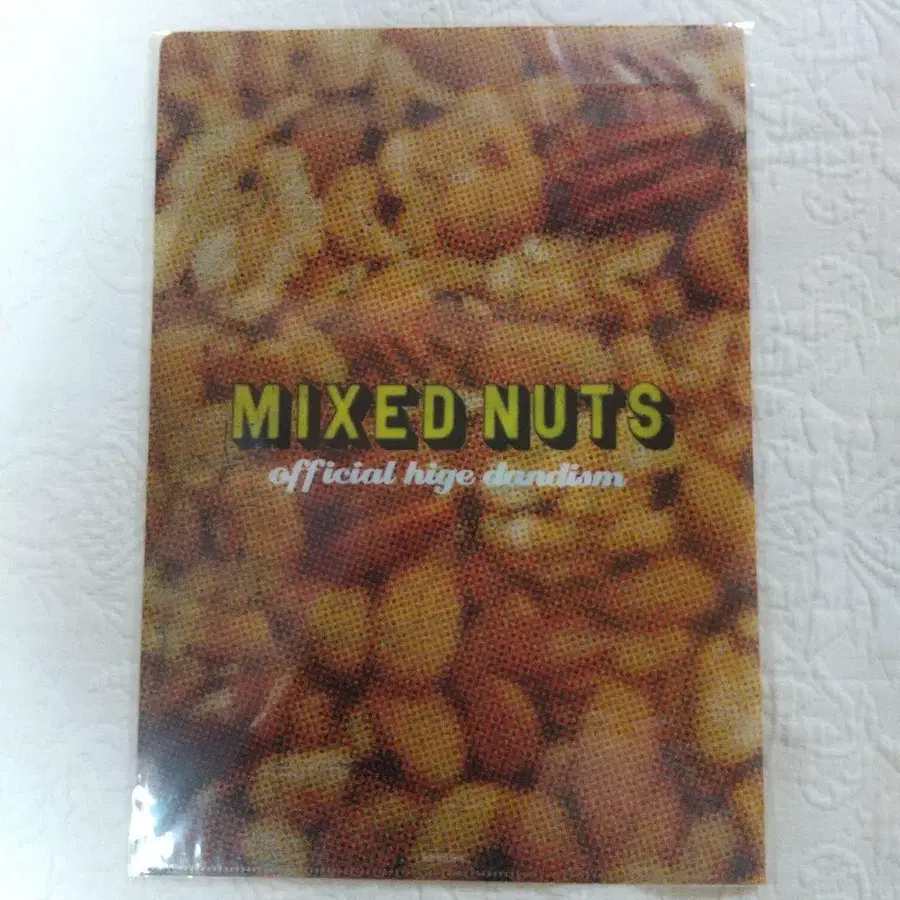 MIXED NUTS
official hige dandism